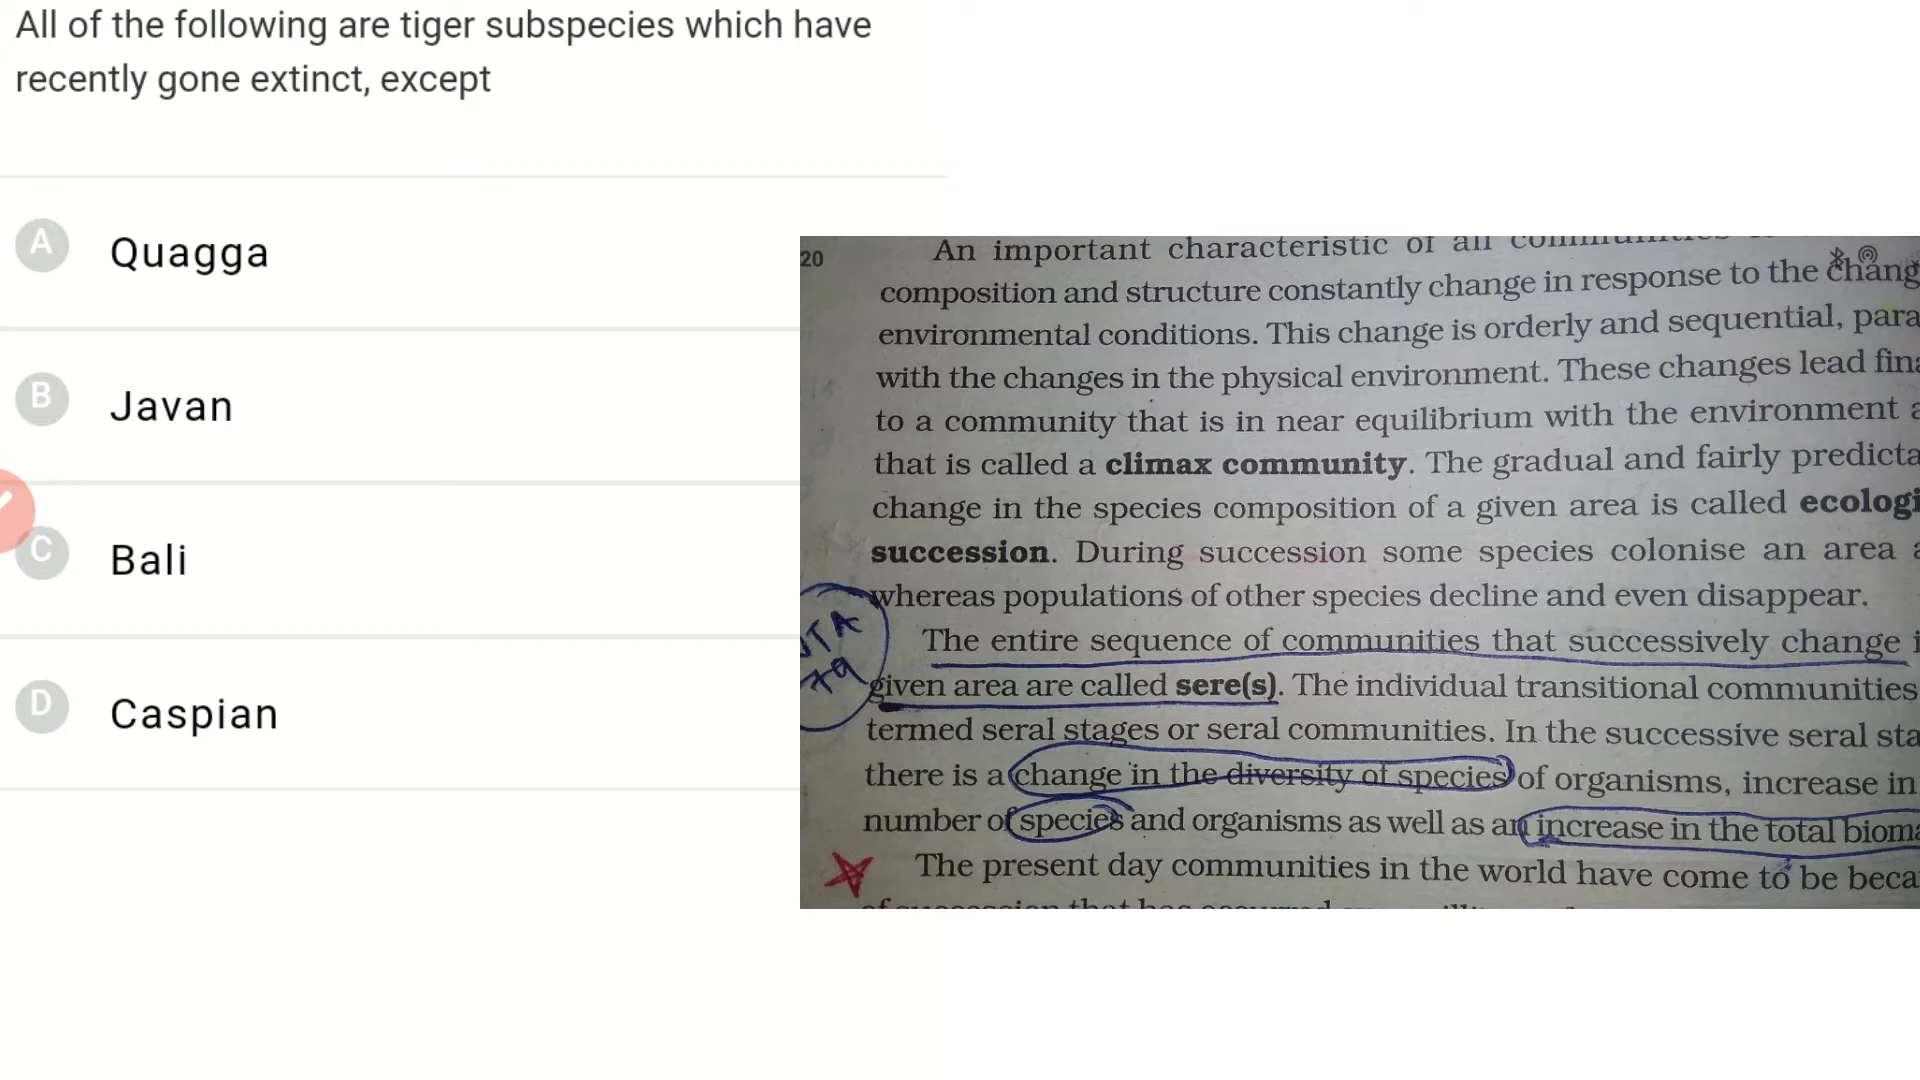 All of the following are tiger subspecies which have
recently gone extinct, except
A Quagga
B Javan
C Bali
D Caspian
20
An important characteristic of all
composition and structure constantly change in response to the chang
environmental conditions. This change is orderly and sequential, para
with the changes in the physical environment. These changes lead fina
to a community that is in near equilibrium with the environment a
that is called a climax community. The gradual and fairly predicta
change in the species composition of a given area is called ecologi
succession. During succession some species colonise an area a
whereas populations of other species decline and even disappear.
The entire sequence of communities that successively change i
given area are called sere(s). The individual transitional communities
termed seral stages or seral communities. In the successive seral sta
there is a change in the diversity of species of organisms, increase in
number of species and organisms as well as an increase in the total bioma
The present day communities in the world have come to be beca